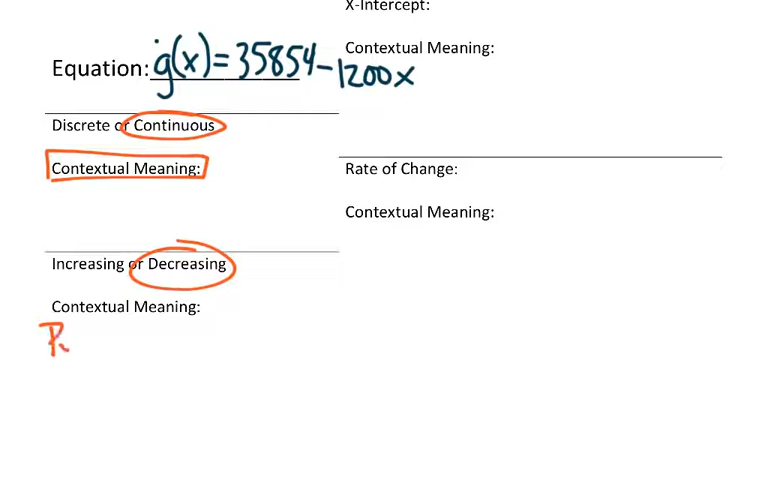 X-Intercept:
Contextual Meaning:
Equation: g(x) = 35854 - 1200x
Discrete or Continuous
Contextual Meaning:
Rate of Change:
Contextual Meaning:
Increasing or Decreasing
Contextual Meaning: